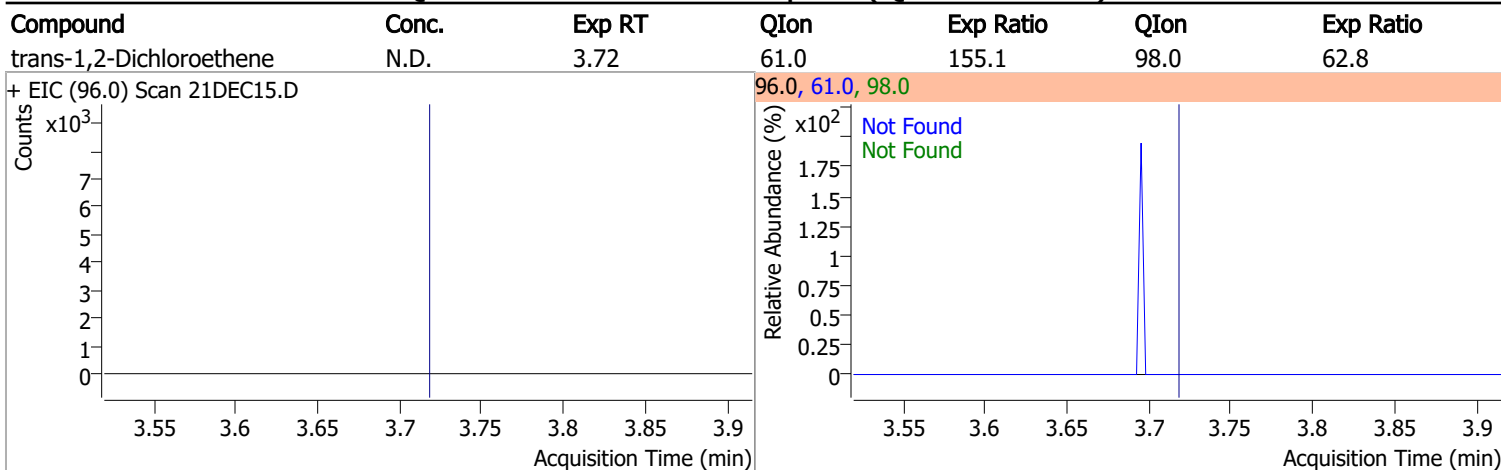 Compound Conc. Exp RT QIon Exp Ratio QIon Exp Ratio
trans-1,2-Dichloroethene N.D. 3.72 61.0 155.1 98.0 62.8
+ EIC (96.0) Scan 21DEC15.D
Counts
x10³
7
6
5
4
3
2
1
0
3.55 3.6 3.65 3.7 3.75 3.8 3.85 3.9
Acquisition Time (min)
96.0, 61.0, 98.0
Relative Abundance (%)
x10²
Not Found
Not Found
1.75
1.5
1.25
1
0.75
0.5
0.25
0
3.55 3.6 3.65 3.7 3.75 3.8 3.85 3.9
Acquisition Time (min)